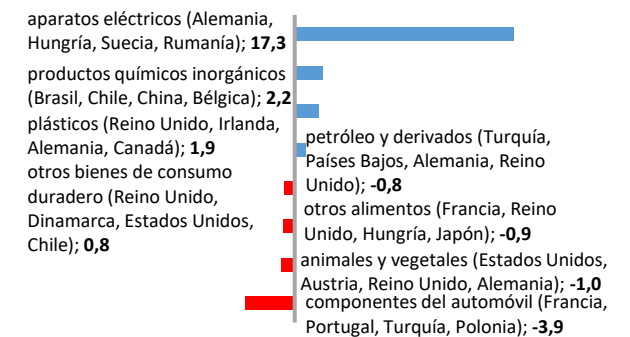 aparatos eléctricos (Alemania,
Hungría, Suecia, Rumanía); 17,3
productos químicos inorgánicos
(Brasil, Chile, China, Bélgica); 2,2
plásticos (Reino Unido, Irlanda,
Alemania, Canadá); 1,9
otros bienes de consumo
duradero (Reino Unido,
Dinamarca, Estados Unidos,
Chile); 0,8
petróleo y derivados (Turquía,
Países Bajos, Alemania, Reino
Unido); -0,8
otros alimentos (Francia, Reino
Unido, Hungría, Japón); -0,9
animales y vegetales (Estados Unidos,
Austria, Reino Unido, Alemania); -1,0
componentes del automóvil (Francia,
Portugal, Turquía, Polonia); -3,9